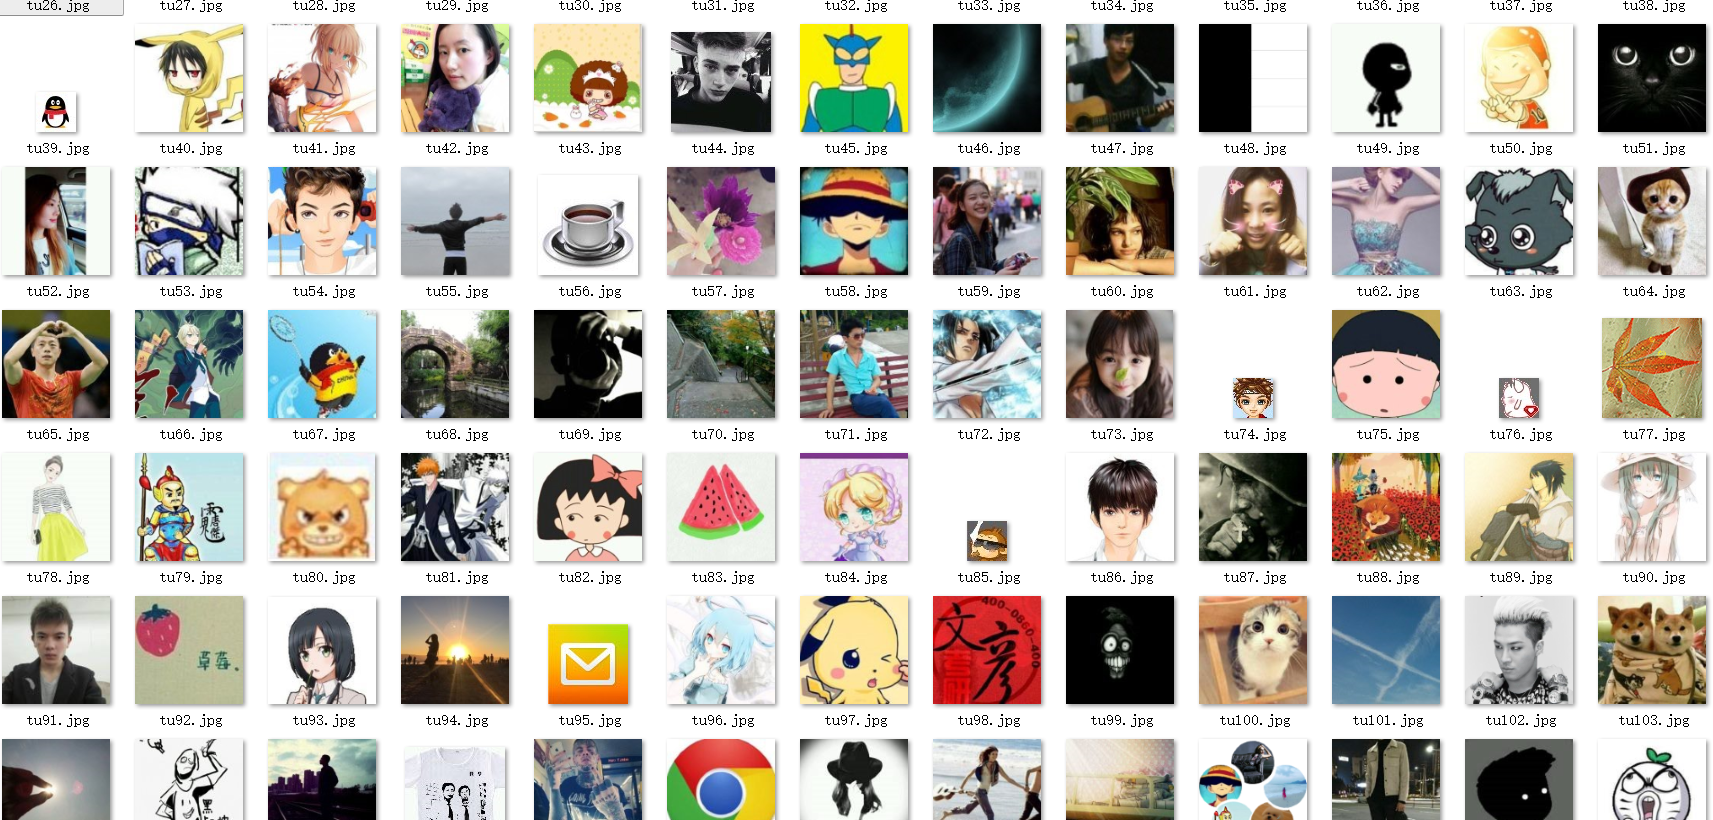 tu26.jpg tu27.jpg tu28.jpg tu29.jpg tu30.jpg tu31.jpg tu32.jpg tu33.jpg tu34.jpg tu35.jpg tu36.jpg tu37.jpg tu38.jpg
tu39.jpg tu40.jpg tu41.jpg tu42.jpg tu43.jpg tu44.jpg tu45.jpg tu46.jpg tu47.jpg tu48.jpg tu49.jpg tu50.jpg tu51.jpg
tu52.jpg tu53.jpg tu54.jpg tu55.jpg tu56.jpg tu57.jpg tu58.jpg tu59.jpg tu60.jpg tu61.jpg tu62.jpg tu63.jpg tu64.jpg
tu65.jpg tu66.jpg tu67.jpg tu68.jpg tu69.jpg tu70.jpg tu71.jpg tu72.jpg tu73.jpg tu74.jpg tu75.jpg tu76.jpg tu77.jpg
tu78.jpg tu79.jpg tu80.jpg tu81.jpg tu82.jpg tu83.jpg tu84.jpg tu85.jpg tu86.jpg tu87.jpg tu88.jpg tu89.jpg tu90.jpg
草莓。
400-0860-400
文彦
tu91.jpg tu92.jpg tu93.jpg tu94.jpg tu95.jpg tu96.jpg tu97.jpg tu98.jpg tu99.jpg tu100.jpg tu101.jpg tu102.jpg tu103.jpg